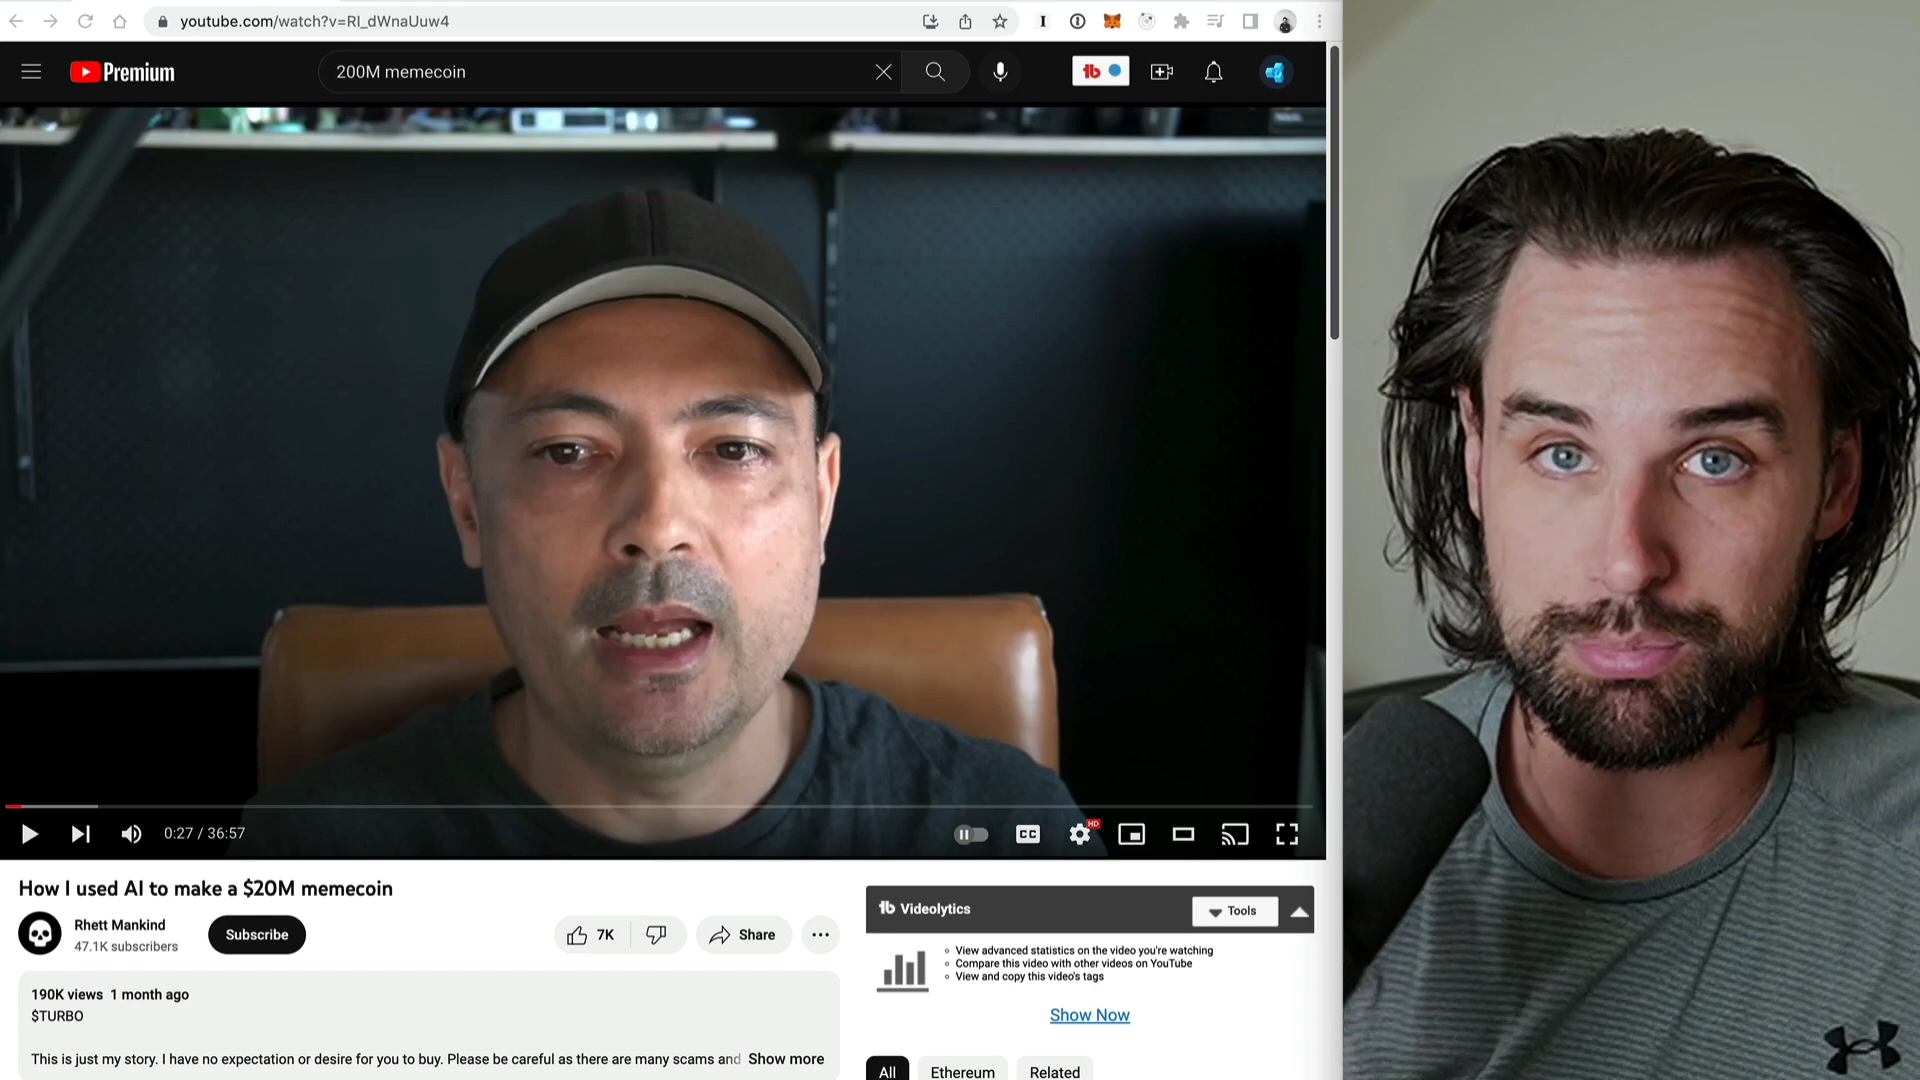 youtube.com/watch?v=RI_dWnaUuw4
Premium
200M memecoin
HD
0:27 / 36:57
CC
How I used AI to make a $20M memecoin
Rhett Mankind
47.1K subscribers
Subscribe
7K
Share
190K views 1 month ago
$TURBO
This is just my story. I have no expectation or desire for you to buy. Please be careful as there are many scams and Show more
Videolytics
Tools
View advanced statistics on the video you're watching
Compare this video with other videos on YouTube
View and copy this video's tags
Show Now
All Ethereum Related